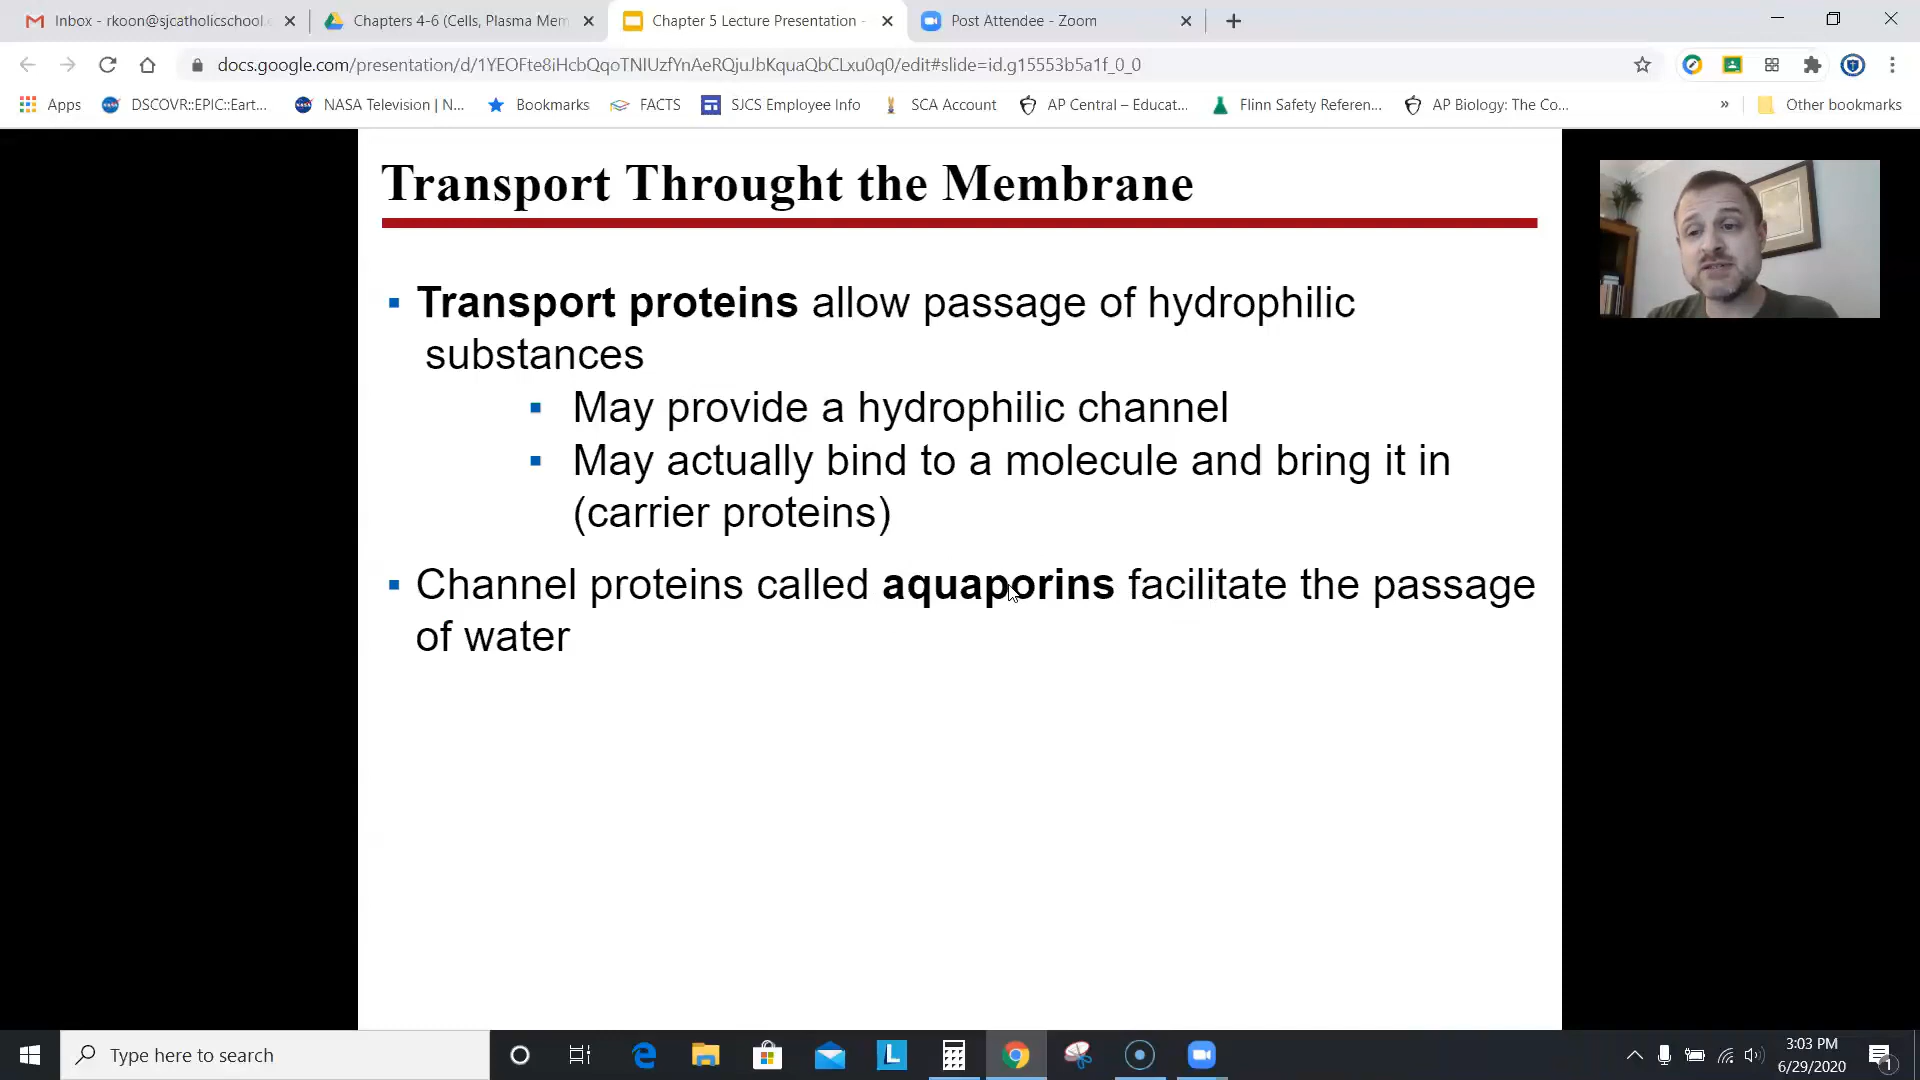 Inbox - rkoon@sjcatholicschool.
Chapters 4-6 (Cells, Plasma Mem
Chapter 5 Lecture Presentation -
Post Attendee - Zoom
docs.google.com/presentation/d/1YEOFte8iHcbQqoTNIUzfYnAeRQjuJbKquaQbCLxu0q0/edit#slide=id.g15553b5a1f_0_0
Apps
DSCOVR::EPIC::Eart...
NASA Television | N...
Bookmarks
FACTS
SJCS Employee Info
SCA Account
AP Central – Educat...
Flinn Safety Referen...
AP Biology: The Co...
»
Other bookmarks
Transport Throught the Membrane
▪ Transport proteins allow passage of hydrophilic
substances
▪ May provide a hydrophilic channel
▪ May actually bind to a molecule and bring it in
(carrier proteins)
▪ Channel proteins called aquaporins facilitate the passage
of water
Type here to search
3:03 PM
6/29/2020
1